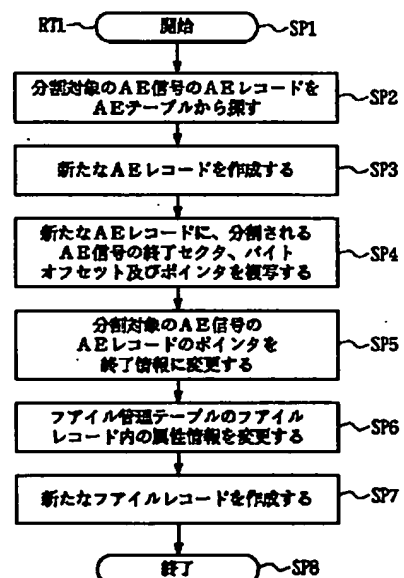 RT1 開始 SP1
分割対象のAE信号のAEレコードを
AEテーブルから探す
SP2
新たなAEレコードを作成する
SP3
新たなAEレコードに、分割される
AE信号の終了セクタ、バイト
オフセット及びポインタを複写する
SP4
分割対象のAE信号の
AEレコードのポインタを
終了情報に変更する
SP5
フアイル管理テーブルのフアイル
レコード内の属性情報を変更する
SP6
新たなフアイルレコードを作成する
SP7
終了 SP8